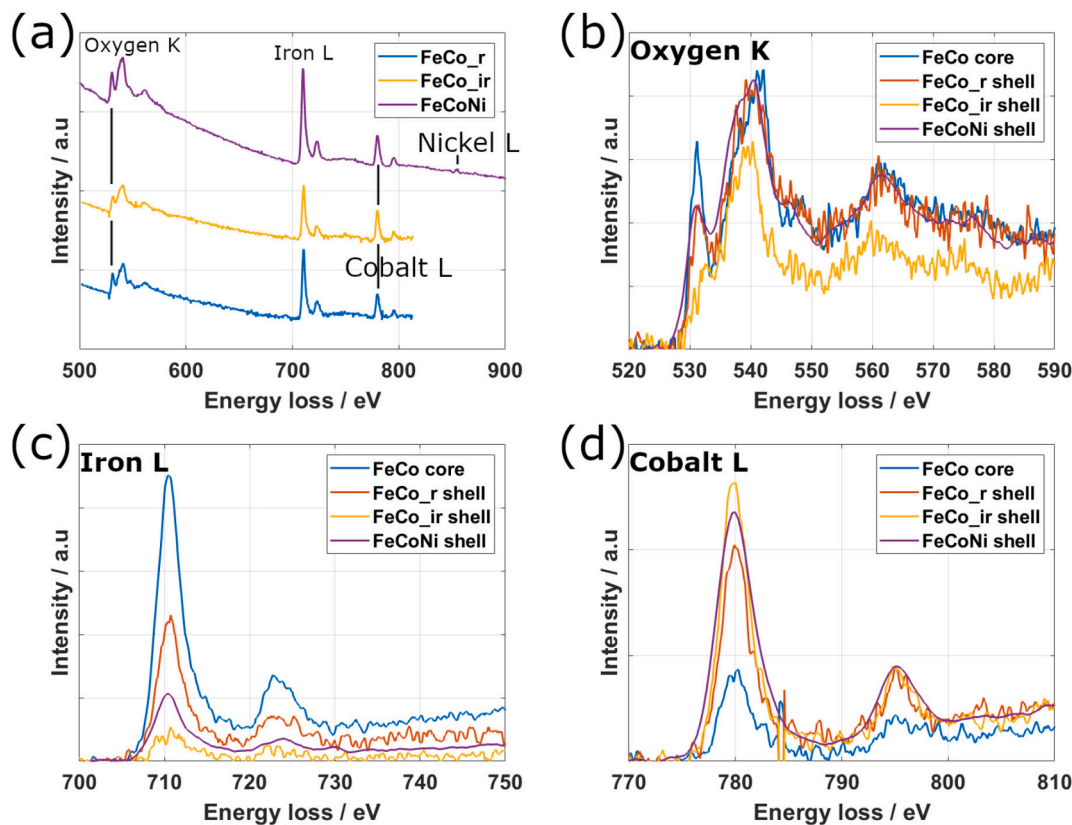 (a)
Oxygen K
Iron L
FeCo_r
FeCo_ir
FeCoNi
Nickel L
Cobalt L
Intensity / a.u
500 600 700 800 900
Energy loss / eV
(b)
Oxygen K
FeCo core
FeCo_r shell
FeCo_ir shell
FeCoNi shell
Intensity / a.u
520 530 540 550 560 570 580 590
Energy loss / eV
(c)
Iron L
FeCo core
FeCo_r shell
FeCo_ir shell
FeCoNi shell
Intensity / a.u
700 710 720 730 740 750
Energy loss / eV
(d)
Cobalt L
FeCo core
FeCo_r shell
FeCo_ir shell
FeCoNi shell
Intensity / a.u
770 780 790 800 810
Energy loss / eV